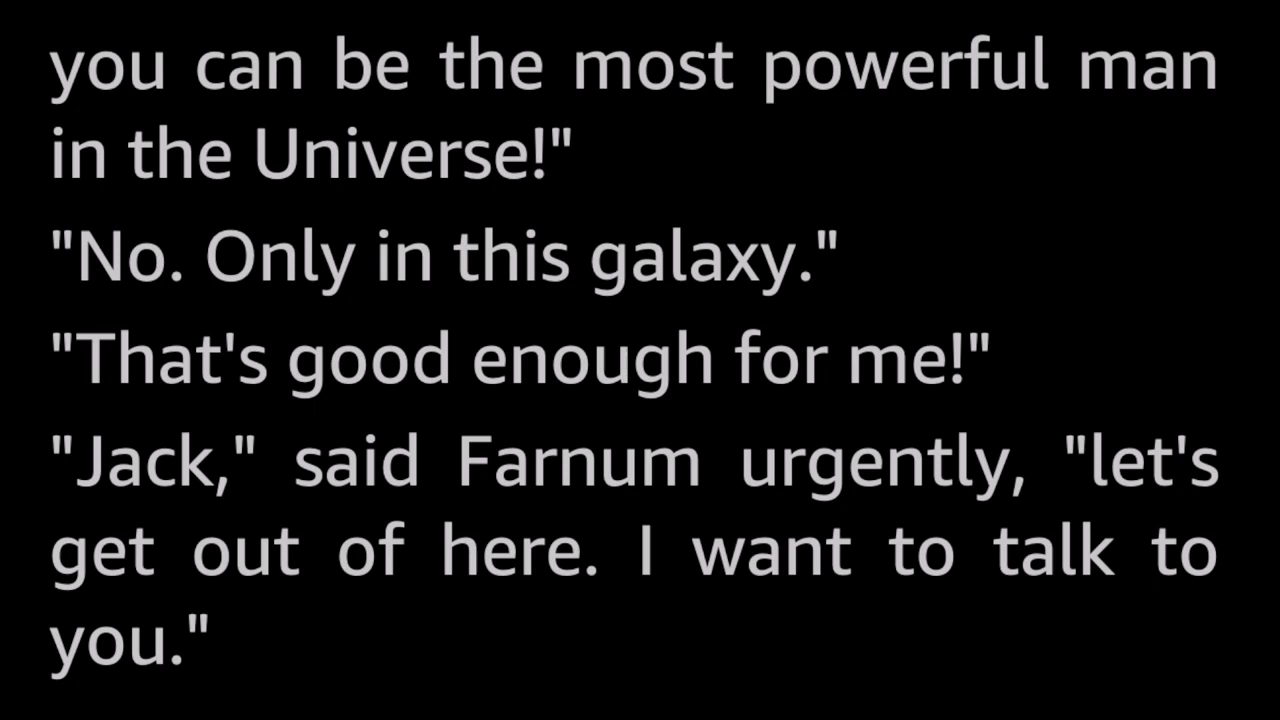 you can be the most powerful man
in the Universe!"
"No. Only in this galaxy."
"That's good enough for me!"
"Jack," said Farnum urgently, "let's
get out of here. I want to talk to
you."